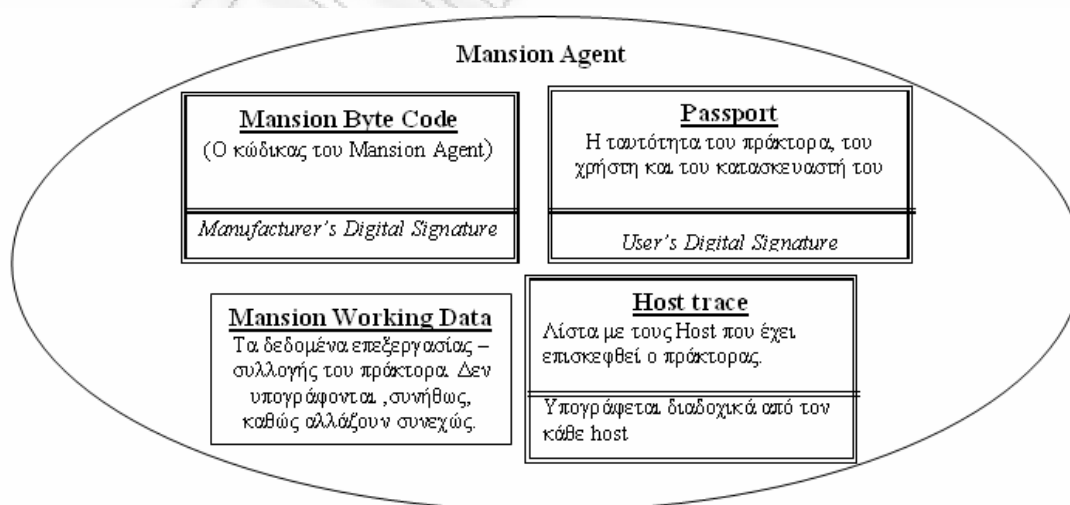 Mansion Agent
Mansion Byte Code
(Ο κώδικας του Mansion Agent)
Manufacturer's Digital Signature
Passport
Η ταυτότητα του πράκτορα, του
χρήστη και του κατασκευαστή του
User's Digital Signature
Mansion Working Data
Τα δεδομένα επεξεργασίας –
συλλογής του πράκτορα. Δεν
υπογράφονται ,συνήθως,
καθώς αλλάζουν συνεχώς.
Host trace
Λίστα με τους Host που έχει
επισκεφθεί ο πράκτορας.
Υπογράφεται διαδοχικά από τον
κάθε host